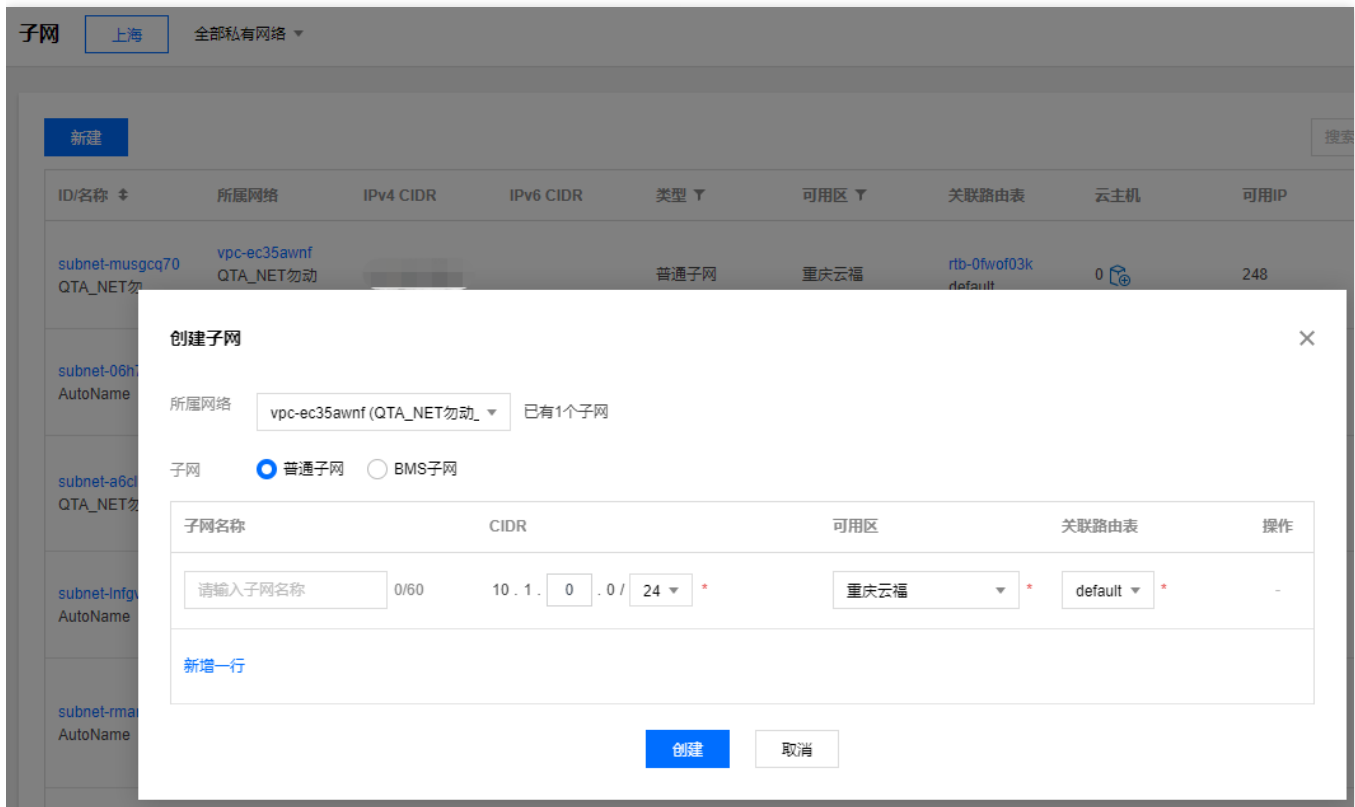 子网 上海 全部私有网络
新建 搜索
ID/名称 所属网络 IPv4 CIDR IPv6 CIDR 类型 可用区 关联路由表 云主机 可用IP
subnet-musgcq70 vpc-ec35awnf 普通子网 重庆云福 rtb-0fwof03k 0 248
QTA_NET勿 QTA_NET勿动 default
创建子网
subnet-06h7
AutoName
所属网络 vpc-ec35awnf (QTA_NET勿动_ 已有1个子网
子网 普通子网 BMS子网
subnet-a6cl
QTA_NET勿
子网名称 CIDR 可用区 关联路由表 操作
请输入子网名称 0/60 10 . 1 . 0 . 0 / 24 * 重庆云福 * default * -
subnet-lnfgv
AutoName
新增一行
subnet-rmar
AutoName
创建 取消